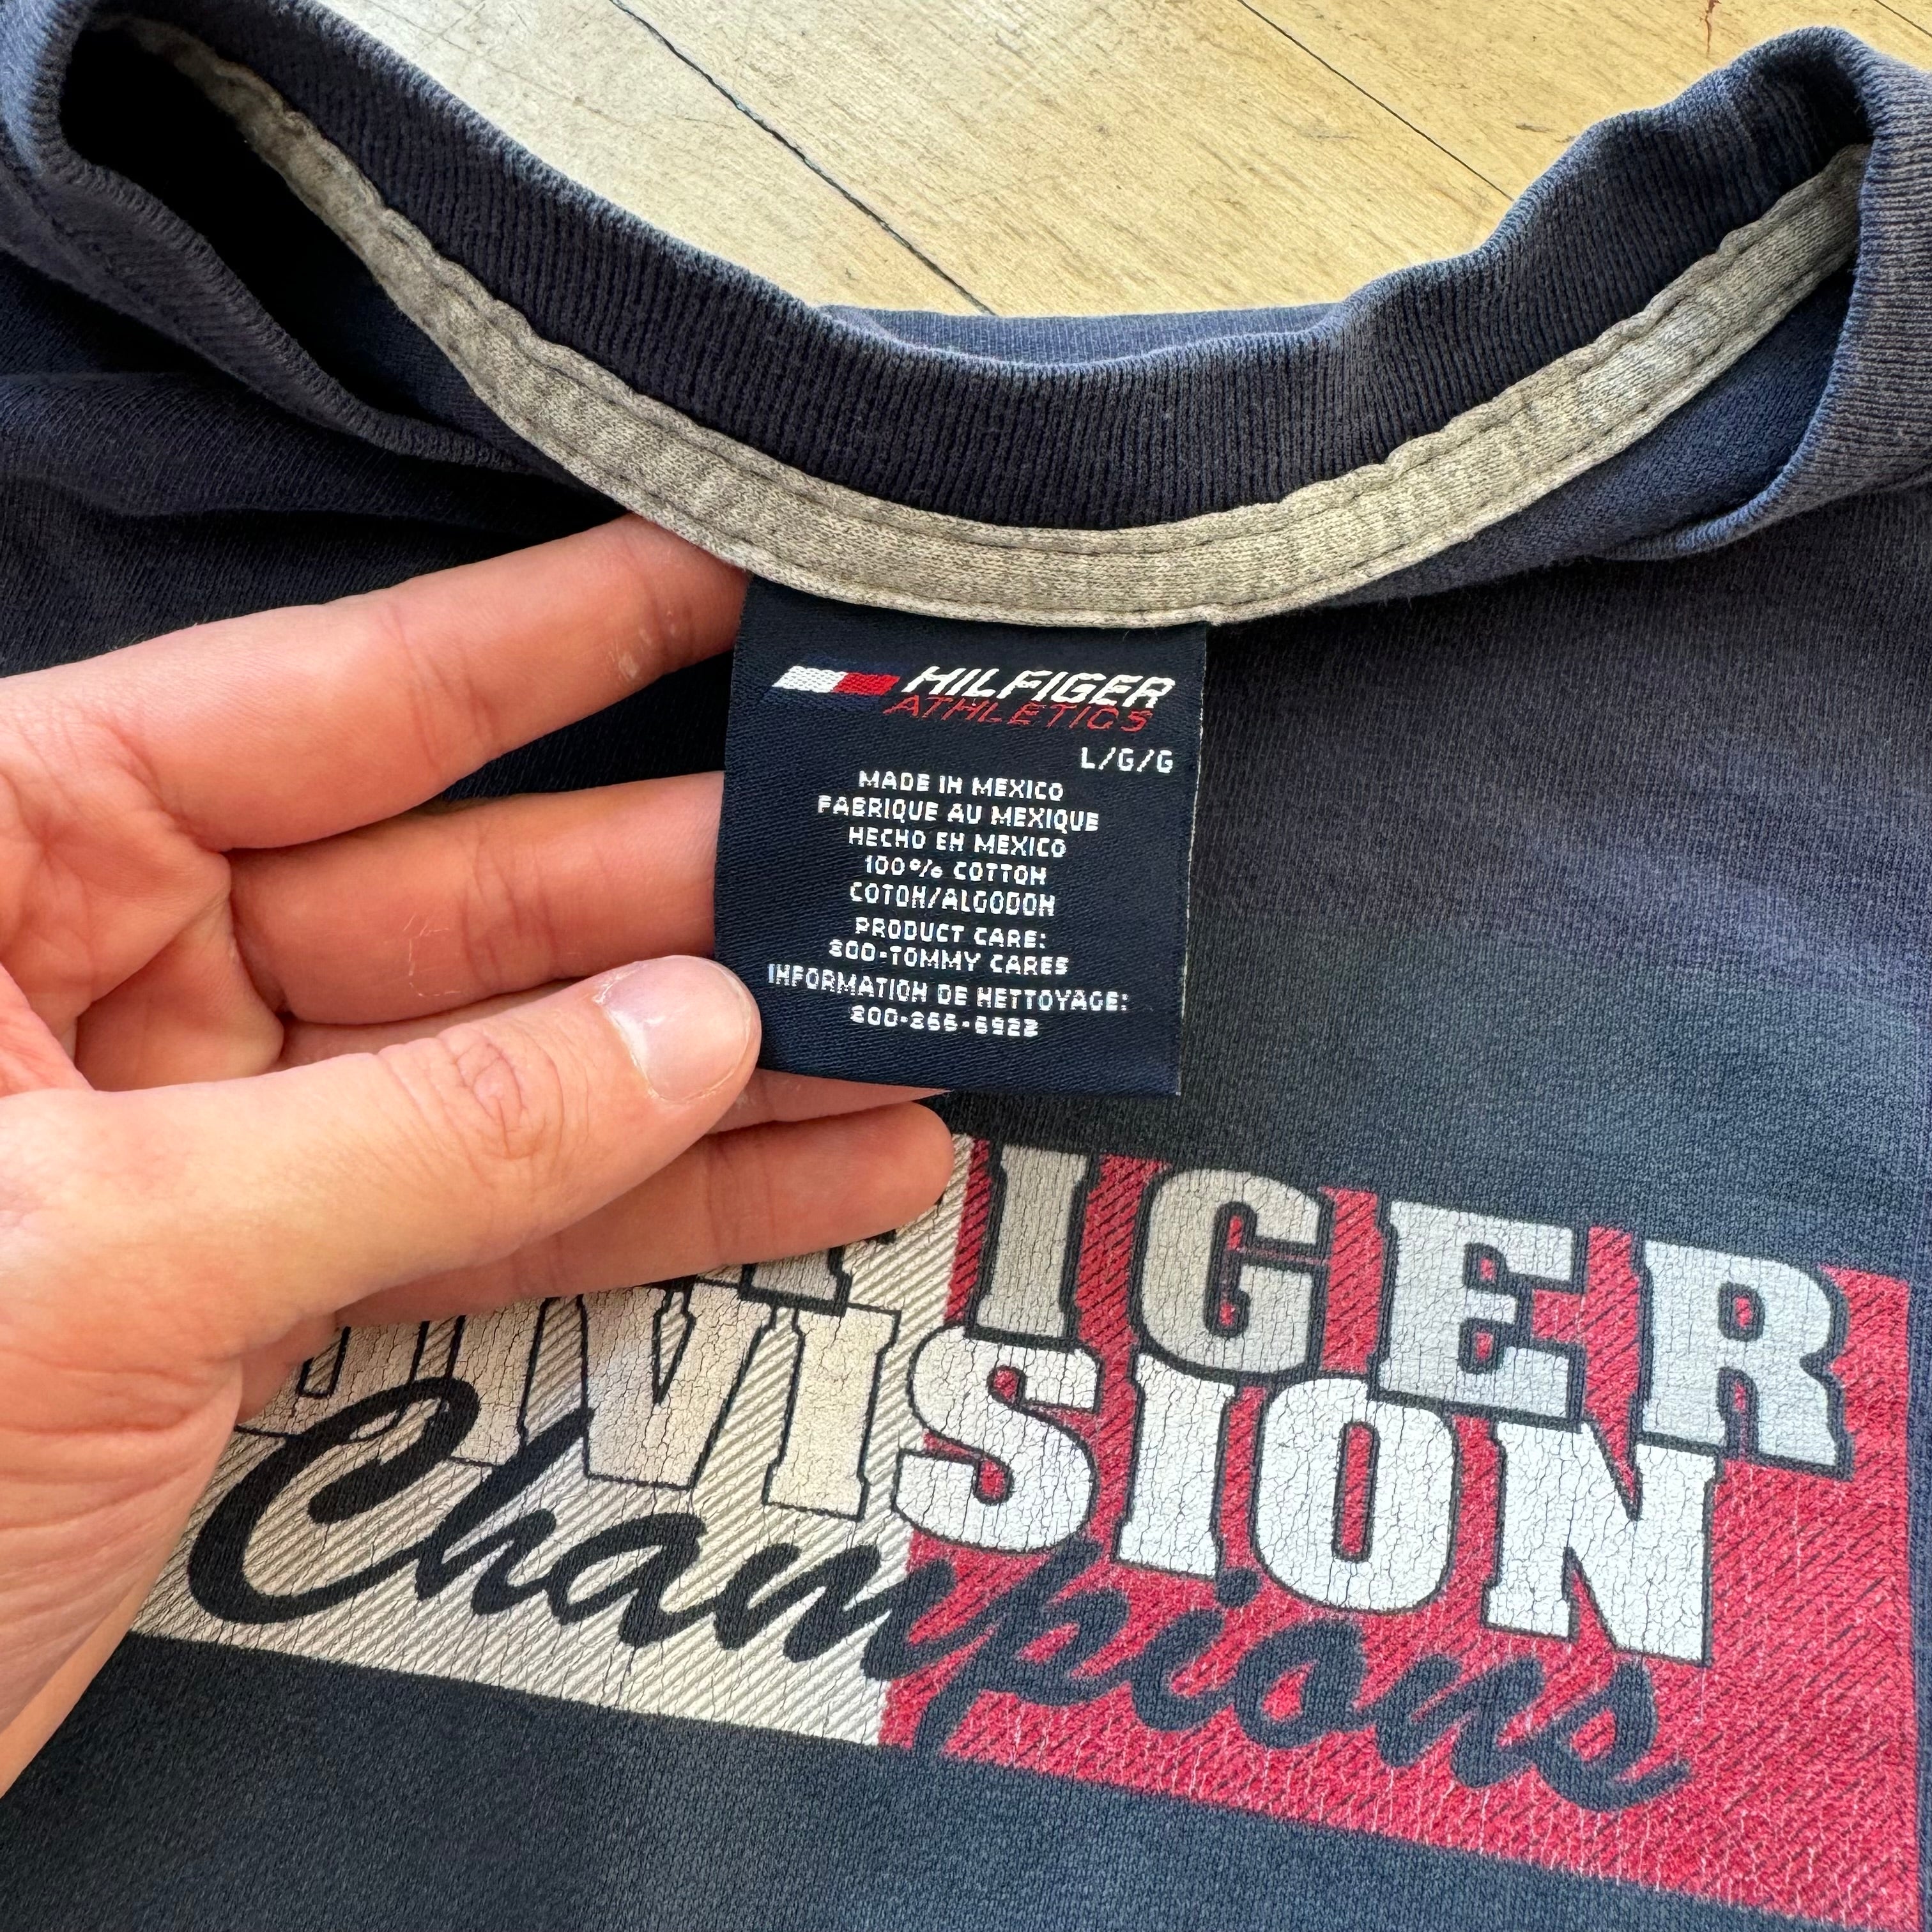 HILFIGER
ATHLETICS
L/G/G
MADE IN MEXICO
FABRIQUE AU MEXIQUE
HECHO EN MEXICO
100% COTTON
COTON/ALGODON
PRODUCT CARE:
800-TOMMY CARES
INFORMATION DE NETTOYAGE:
800-866-6922
IGER
DIVISION
Champions